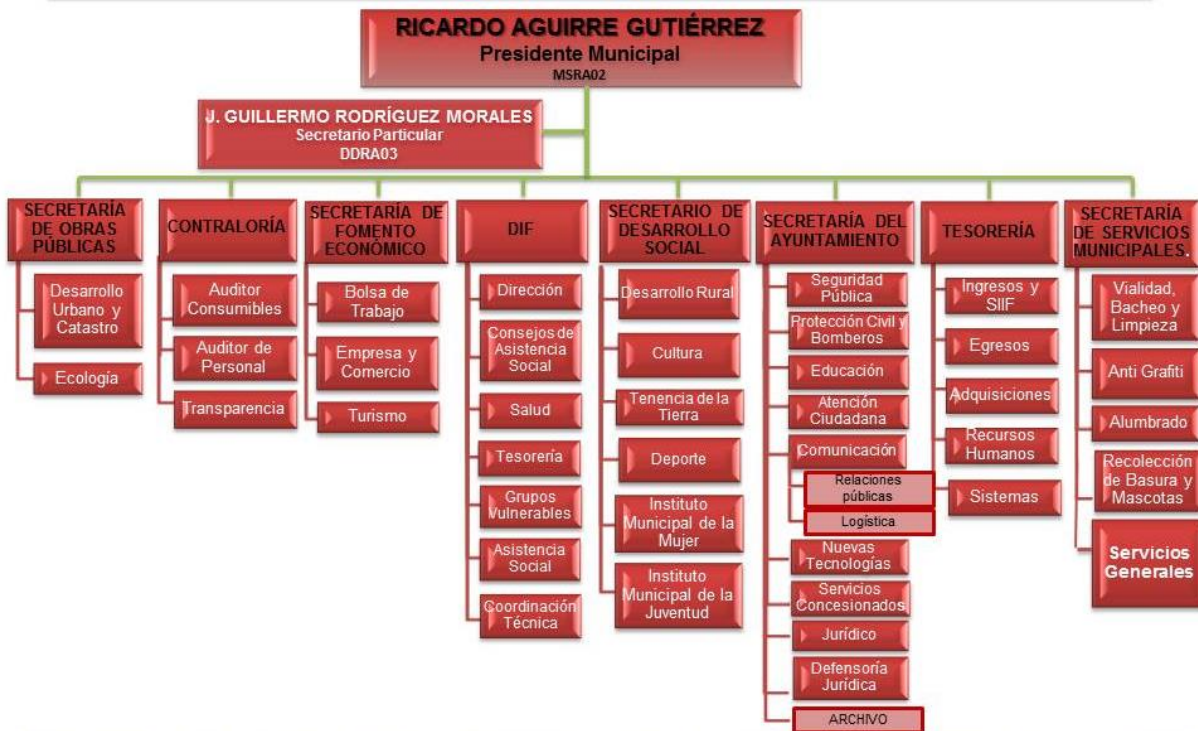 RICARDO AGUIRRE GUTIÉRREZ
Presidente Municipal
MSRA02
J. GUILLERMO RODRÍGUEZ MORALES
Secretario Particular
DDRA03
SECRETARÍA
DE OBRAS
PÚBLICAS
Desarrollo
Urbano y
Catastro
Ecología
CONTRALORÍA
Auditor
Consumibles
Auditor de
Personal
Transparencia
SECRETARÍA DE
FOMENTO
ECONÓMICO
Bolsa de
Trabajo
Empresa y
Comercio
Turismo
DIF
Dirección
Consejos de
Asistencia
Social
Salud
Tesorería
Grupos
Vulnerables
Asistencia
Social
Coordinación
Técnica
SECRETARIO DE
DESARROLLO
SOCIAL
Desarrollo Rural
Cultura
Tenencia de la
Tierra
Deporte
Instituto
Municipal de la
Mujer
Instituto
Municipal de la
Juventud
SECRETARÍA DEL
AYUNTAMIENTO
Seguridad
Pública
Protección Civil y
Bomberos
Educación
Atención
Ciudadana
Comunicación
Relaciones
públicas
Logística
Nuevas
Tecnologías
Servicios
Concesionados
Jurídico
Defensoría
Jurídica
ARCHIVO
TESORERÍA
Ingresos y
SIIF
Egresos
Adquisiciones
Recursos
Humanos
Sistemas
SECRETARÍA
DE SERVICIOS
MUNICIPALES.
Vialidad,
Bacheo y
Limpieza
Anti Grafiti
Alumbrado
Recolección
de Basura y
Mascotas
Servicios
Generales